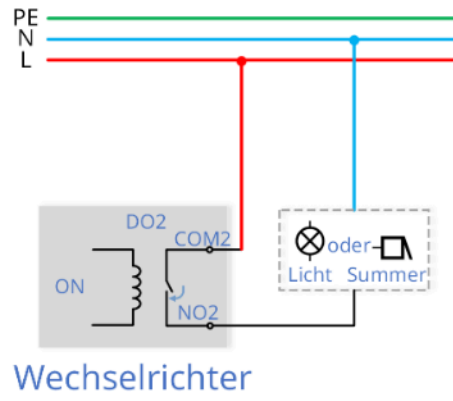 PE
N
L
DO2
COM2
ON
NO2
oder
Licht Summer
Wechselrichter